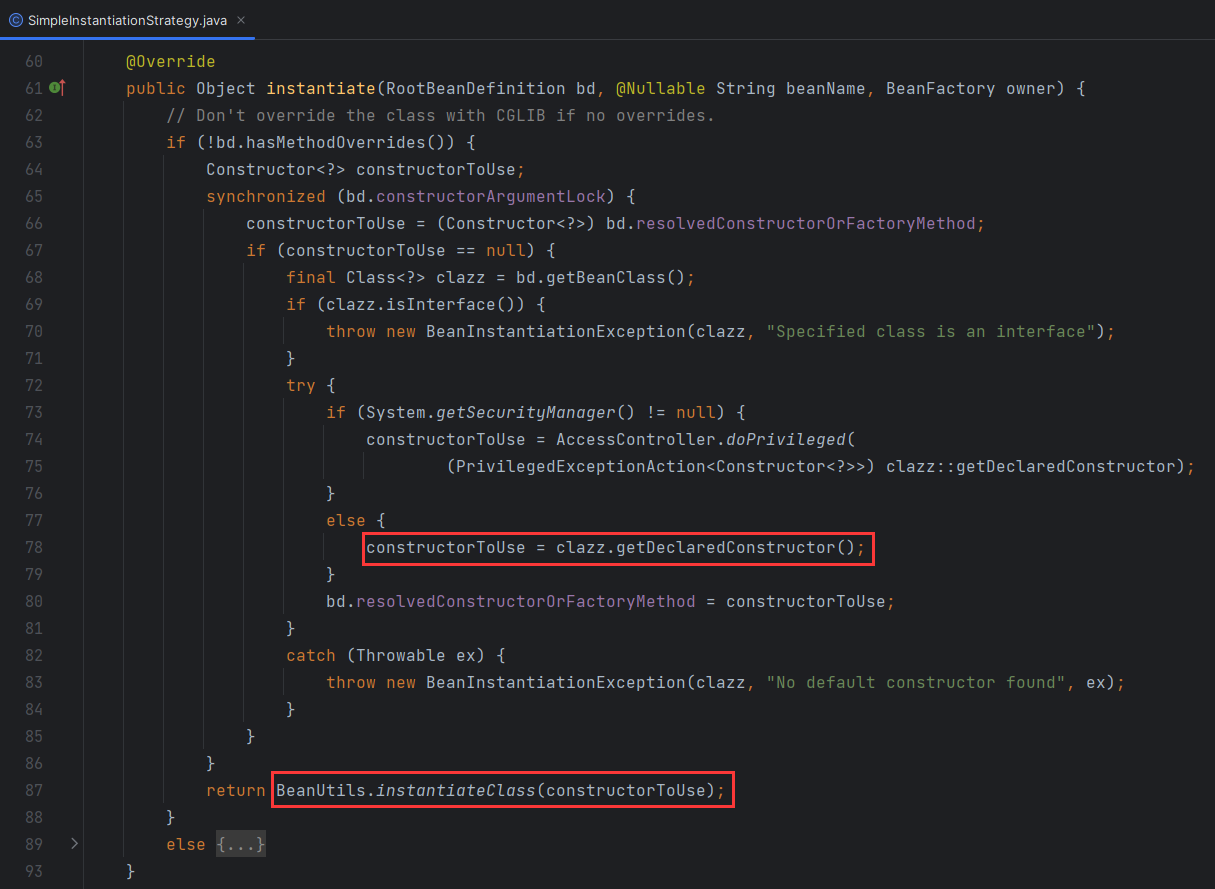 SimpleInstantiationStrategy.java ×
60 @Override
61 public Object instantiate(RootBeanDefinition bd, @Nullable String beanName, BeanFactory owner) {
62 // Don't override the class with CGLIB if no overrides.
63 if (!bd.hasMethodOverrides()) {
64 Constructor<?> constructorToUse;
65 synchronized (bd.constructorArgumentLock) {
66 constructorToUse = (Constructor<?>) bd.resolvedConstructorOrFactoryMethod;
67 if (constructorToUse == null) {
68 final Class<?> clazz = bd.getBeanClass();
69 if (clazz.isInterface()) {
70 throw new BeanInstantiationException(clazz, "Specified class is an interface");
71 }
72 try {
73 if (System.getSecurityManager() != null) {
74 constructorToUse = AccessController.doPrivileged(
75 (PrivilegedExceptionAction<Constructor<?>>) clazz::getDeclaredConstructor);
76 }
77 else {
78 constructorToUse = clazz.getDeclaredConstructor();
79 }
80 bd.resolvedConstructorOrFactoryMethod = constructorToUse;
81 }
82 catch (Throwable ex) {
83 throw new BeanInstantiationException(clazz, "No default constructor found", ex);
84 }
85 }
86 }
87 return BeanUtils.instantiateClass(constructorToUse);
88 }
89 else {...}
93 }